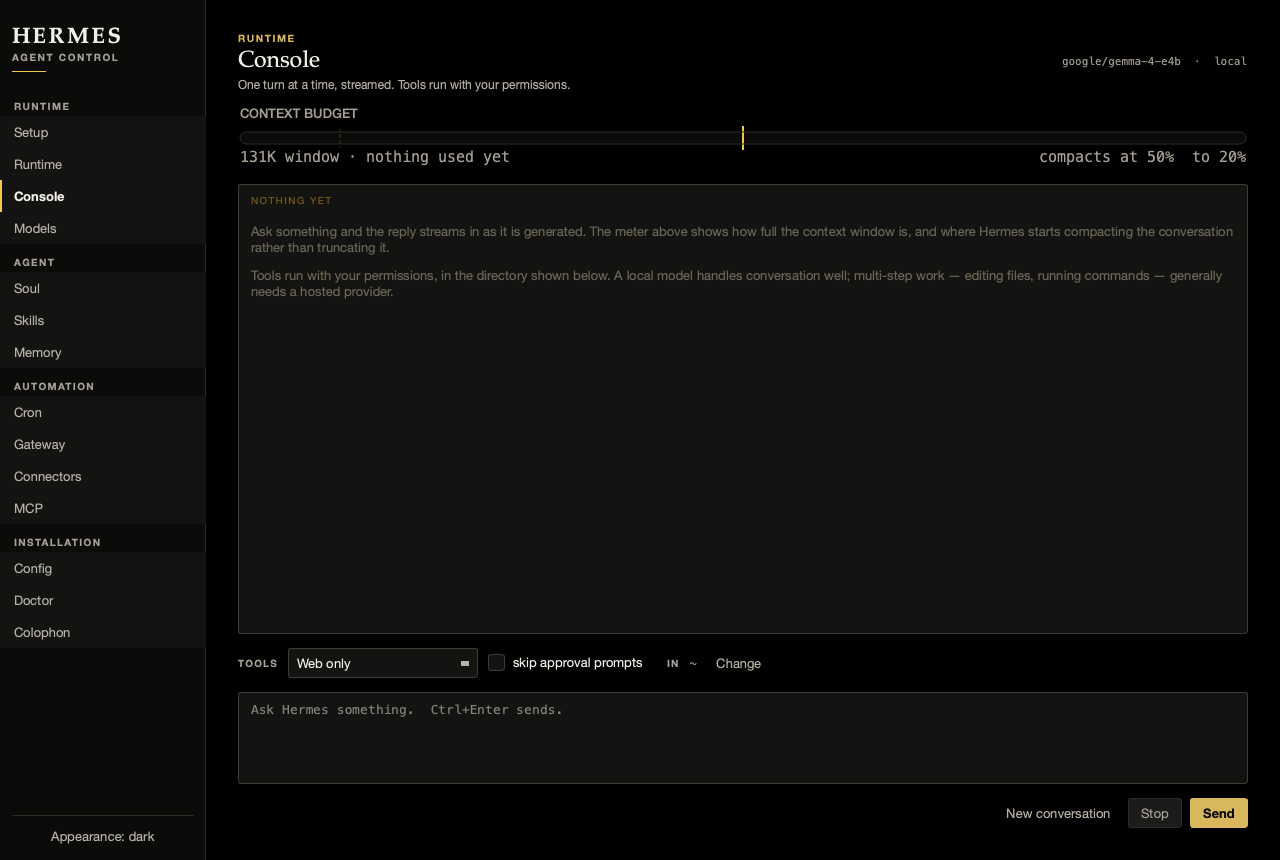 HERMES
AGENT CONTROL
RUNTIME
Setup
Runtime
Console
Models
AGENT
Soul
Skills
Memory
AUTOMATION
Cron
Gateway
Connectors
MCP
INSTALLATION
Config
Doctor
Colophon
Appearance: dark
RUNTIME
Console
google/gemma-4-e4b · local
One turn at a time, streamed. Tools run with your permissions.
CONTEXT BUDGET
131K window · nothing used yet
compacts at 50% to 20%
NOTHING YET
Ask something and the reply streams in as it is generated. The meter above shows how full the context window is, and where Hermes starts compacting the conversation
rather than truncating it.
Tools run with your permissions, in the directory shown below. A local model handles conversation well; multi-step work — editing files, running commands — generally
needs a hosted provider.
TOOLS Web only skip approval prompts IN ~ Change
Ask Hermes something. Ctrl+Enter sends.
New conversation Stop Send